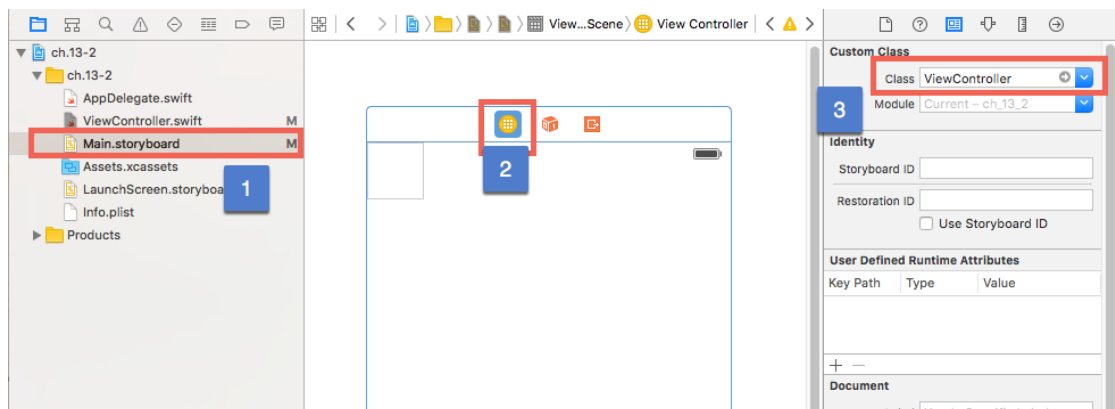 View...Scene
View Controller
ch.13-2
ch.13-2
AppDelegate.swift
ViewController.swift
M
Main.storyboard
M
Assets.xcassets
LaunchScreen.storyboa
Info.plist
Products
1
2
3
Custom Class
Class ViewController
Module Current – ch_13_2
Identity
Storyboard ID
Restoration ID
Use Storyboard ID
User Defined Runtime Attributes
Key Path Type Value
+ −
Document